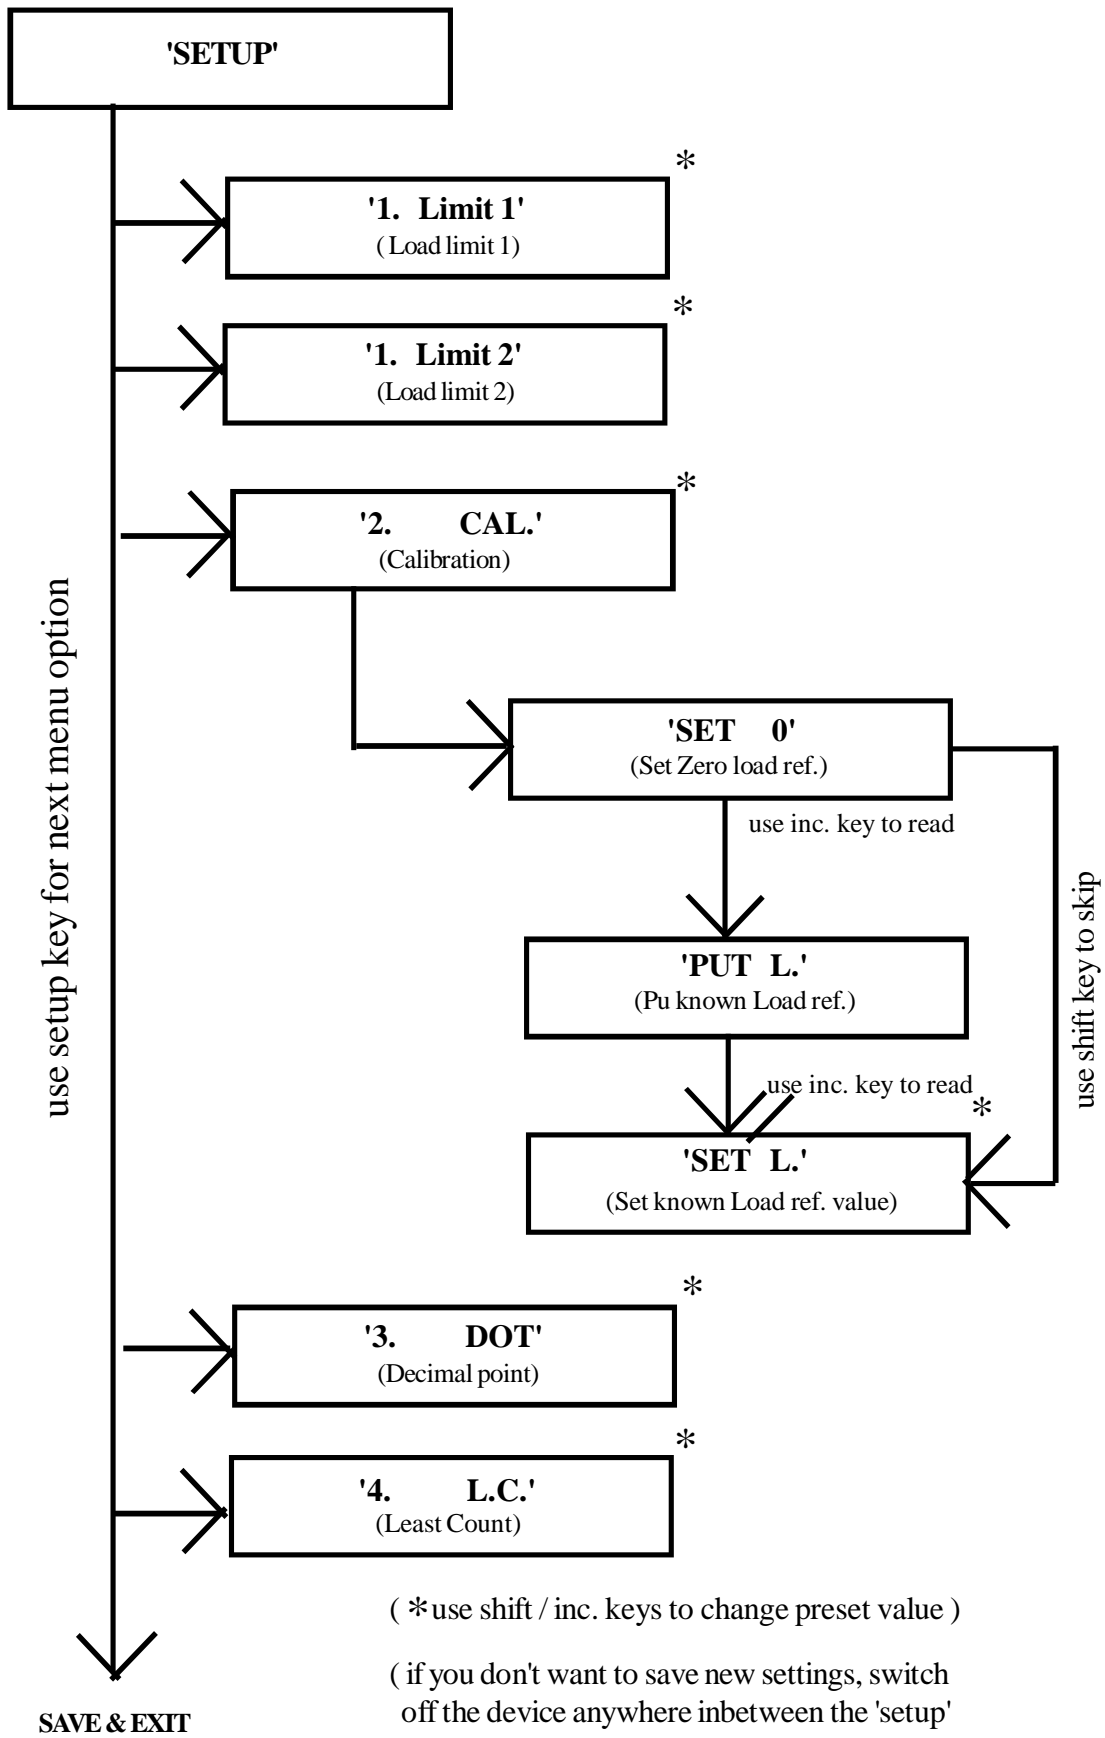 'SETUP'
*
'1. Limit 1'
( Load limit 1)
*
'1. Limit 2'
(Load limit 2)
*
'2. CAL.'
(Calibration)
use setup key for next menu option
'SET 0'
(Set Zero load ref.)
use inc. key to read
use shift key to skip
'PUT L.'
(Pu known Load ref.)
use inc. key to read
*
'SET L.'
(Set known Load ref. value)
*
'3. DOT'
(Decimal point)
*
'4. L.C.'
(Least Count)
( * use shift / inc. keys to change preset value )
( if you don't want to save new settings, switch
off the device anywhere inbetween the 'setup'
SAVE & EXIT